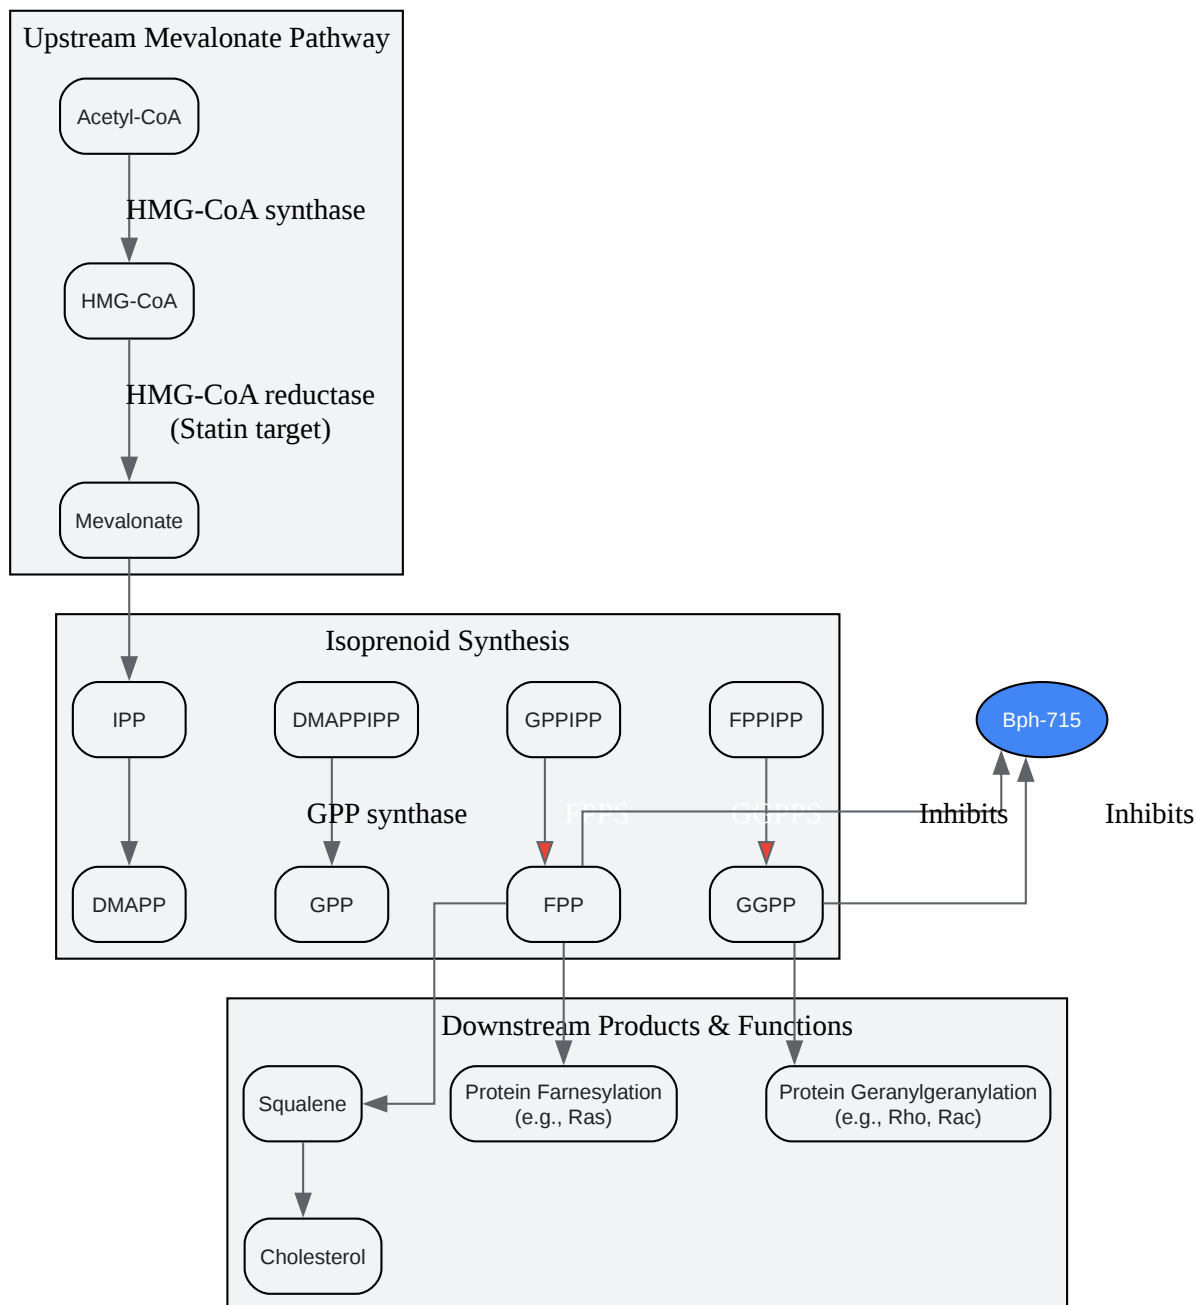 Upstream Mevalonate Pathway
Acetyl-CoA
HMG-CoA synthase
HMG-CoA
HMG-CoA reductase
(Statin target)
Mevalonate
Isoprenoid Synthesis
IPP
DMAPPIPP
GPPIPP
FPPIPP
Bph-715
GPP synthase
FPPS
GGPPS
Inhibits
Inhibits
DMAPP
GPP
FPP
GGPP
Downstream Products & Functions
Squalene
Protein Farnesylation
(e.g., Ras)
Protein Geranylgeranylation
(e.g., Rho, Rac)
Cholesterol